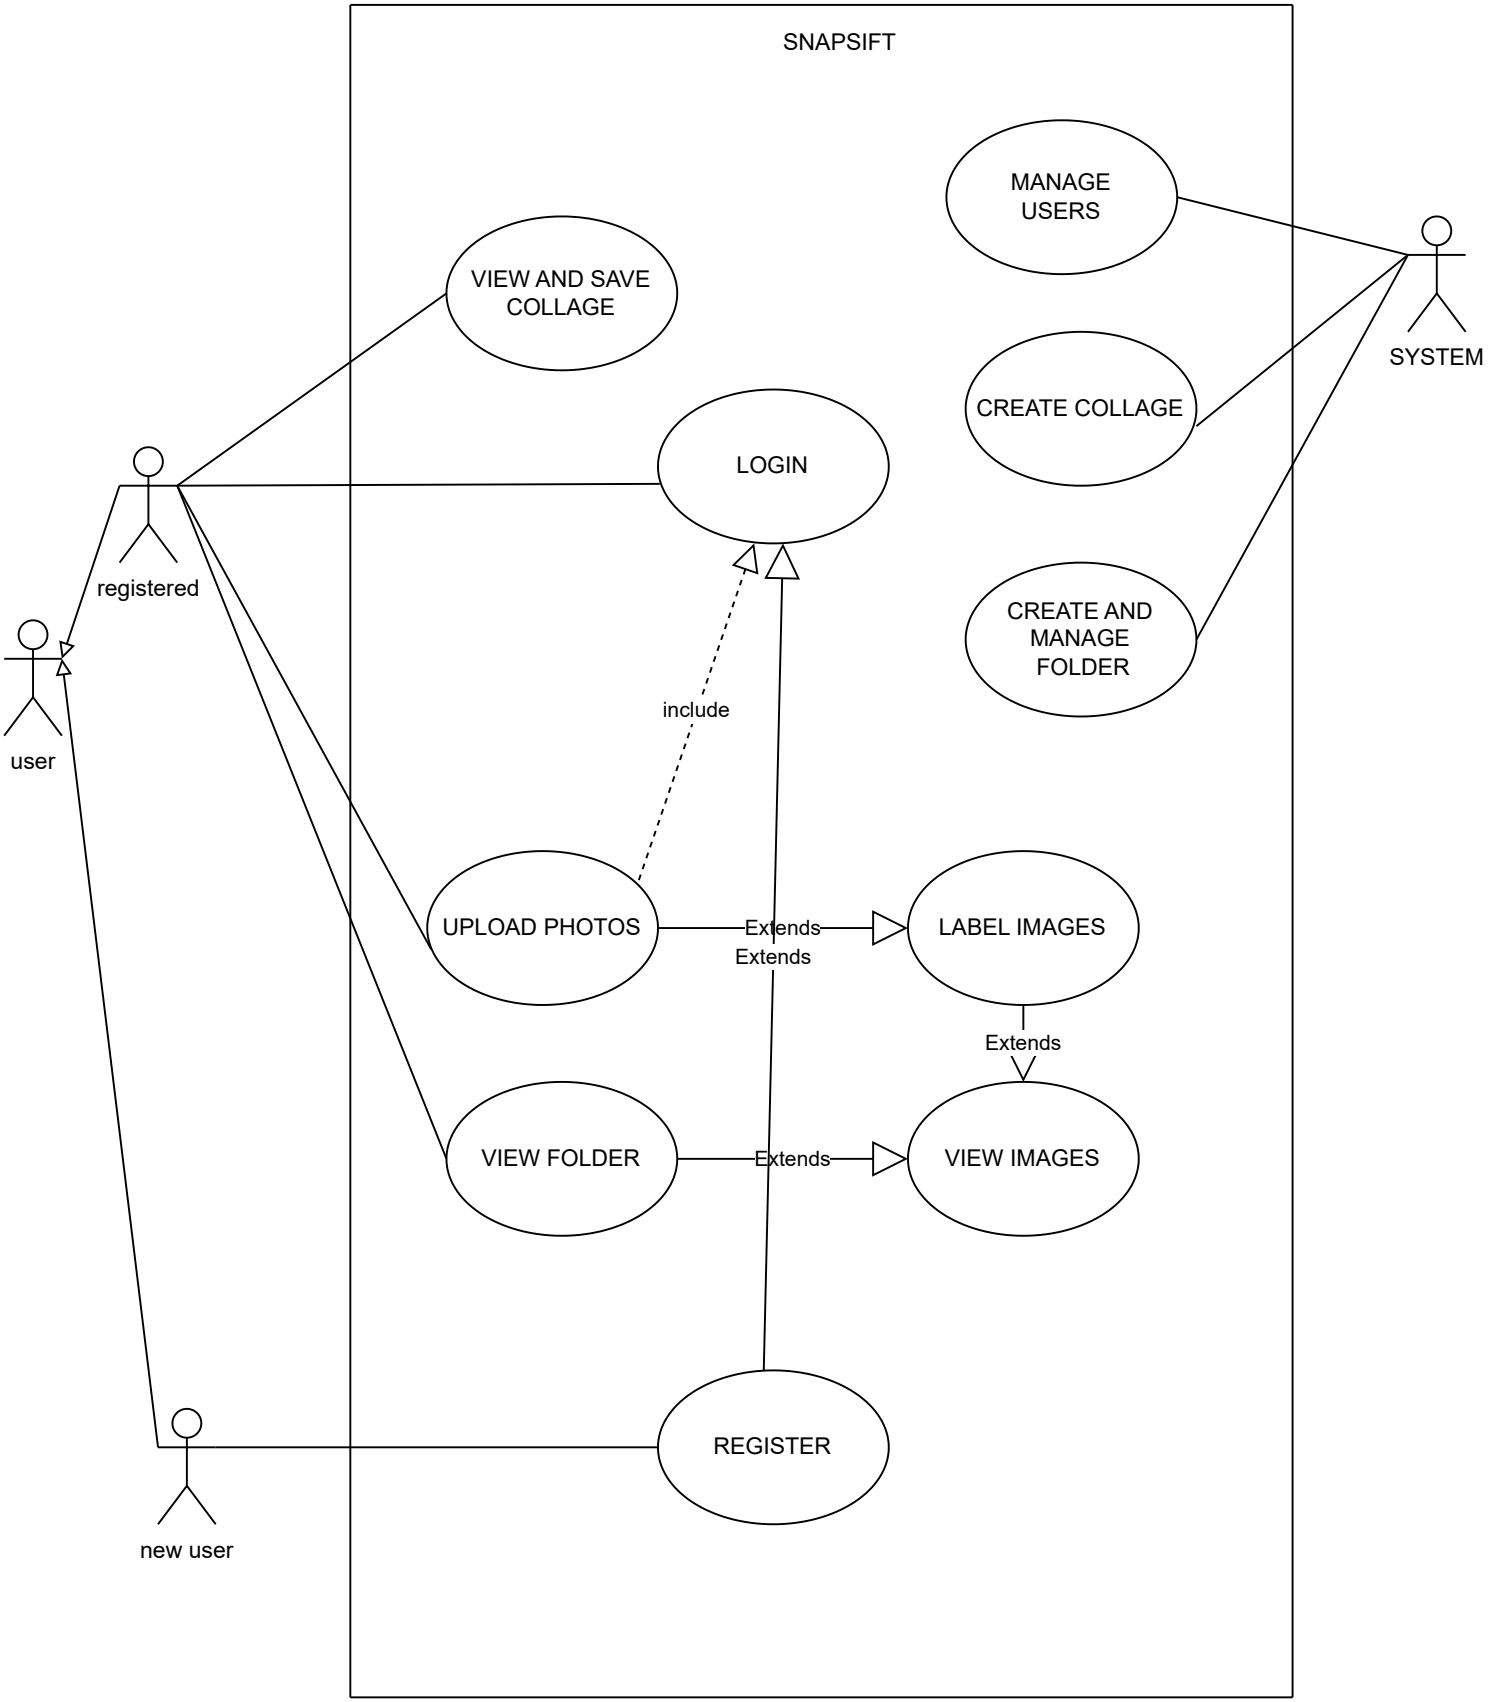 SNAPSIFT
MANAGE
USERS
VIEW AND SAVE
COLLAGE
SYSTEM
CREATE COLLAGE
LOGIN
registered
CREATE AND
MANAGE
FOLDER
include
user
UPLOAD PHOTOS
Extends
LABEL IMAGES
Extends
Extends
VIEW FOLDER
Extends
VIEW IMAGES
REGISTER
new user